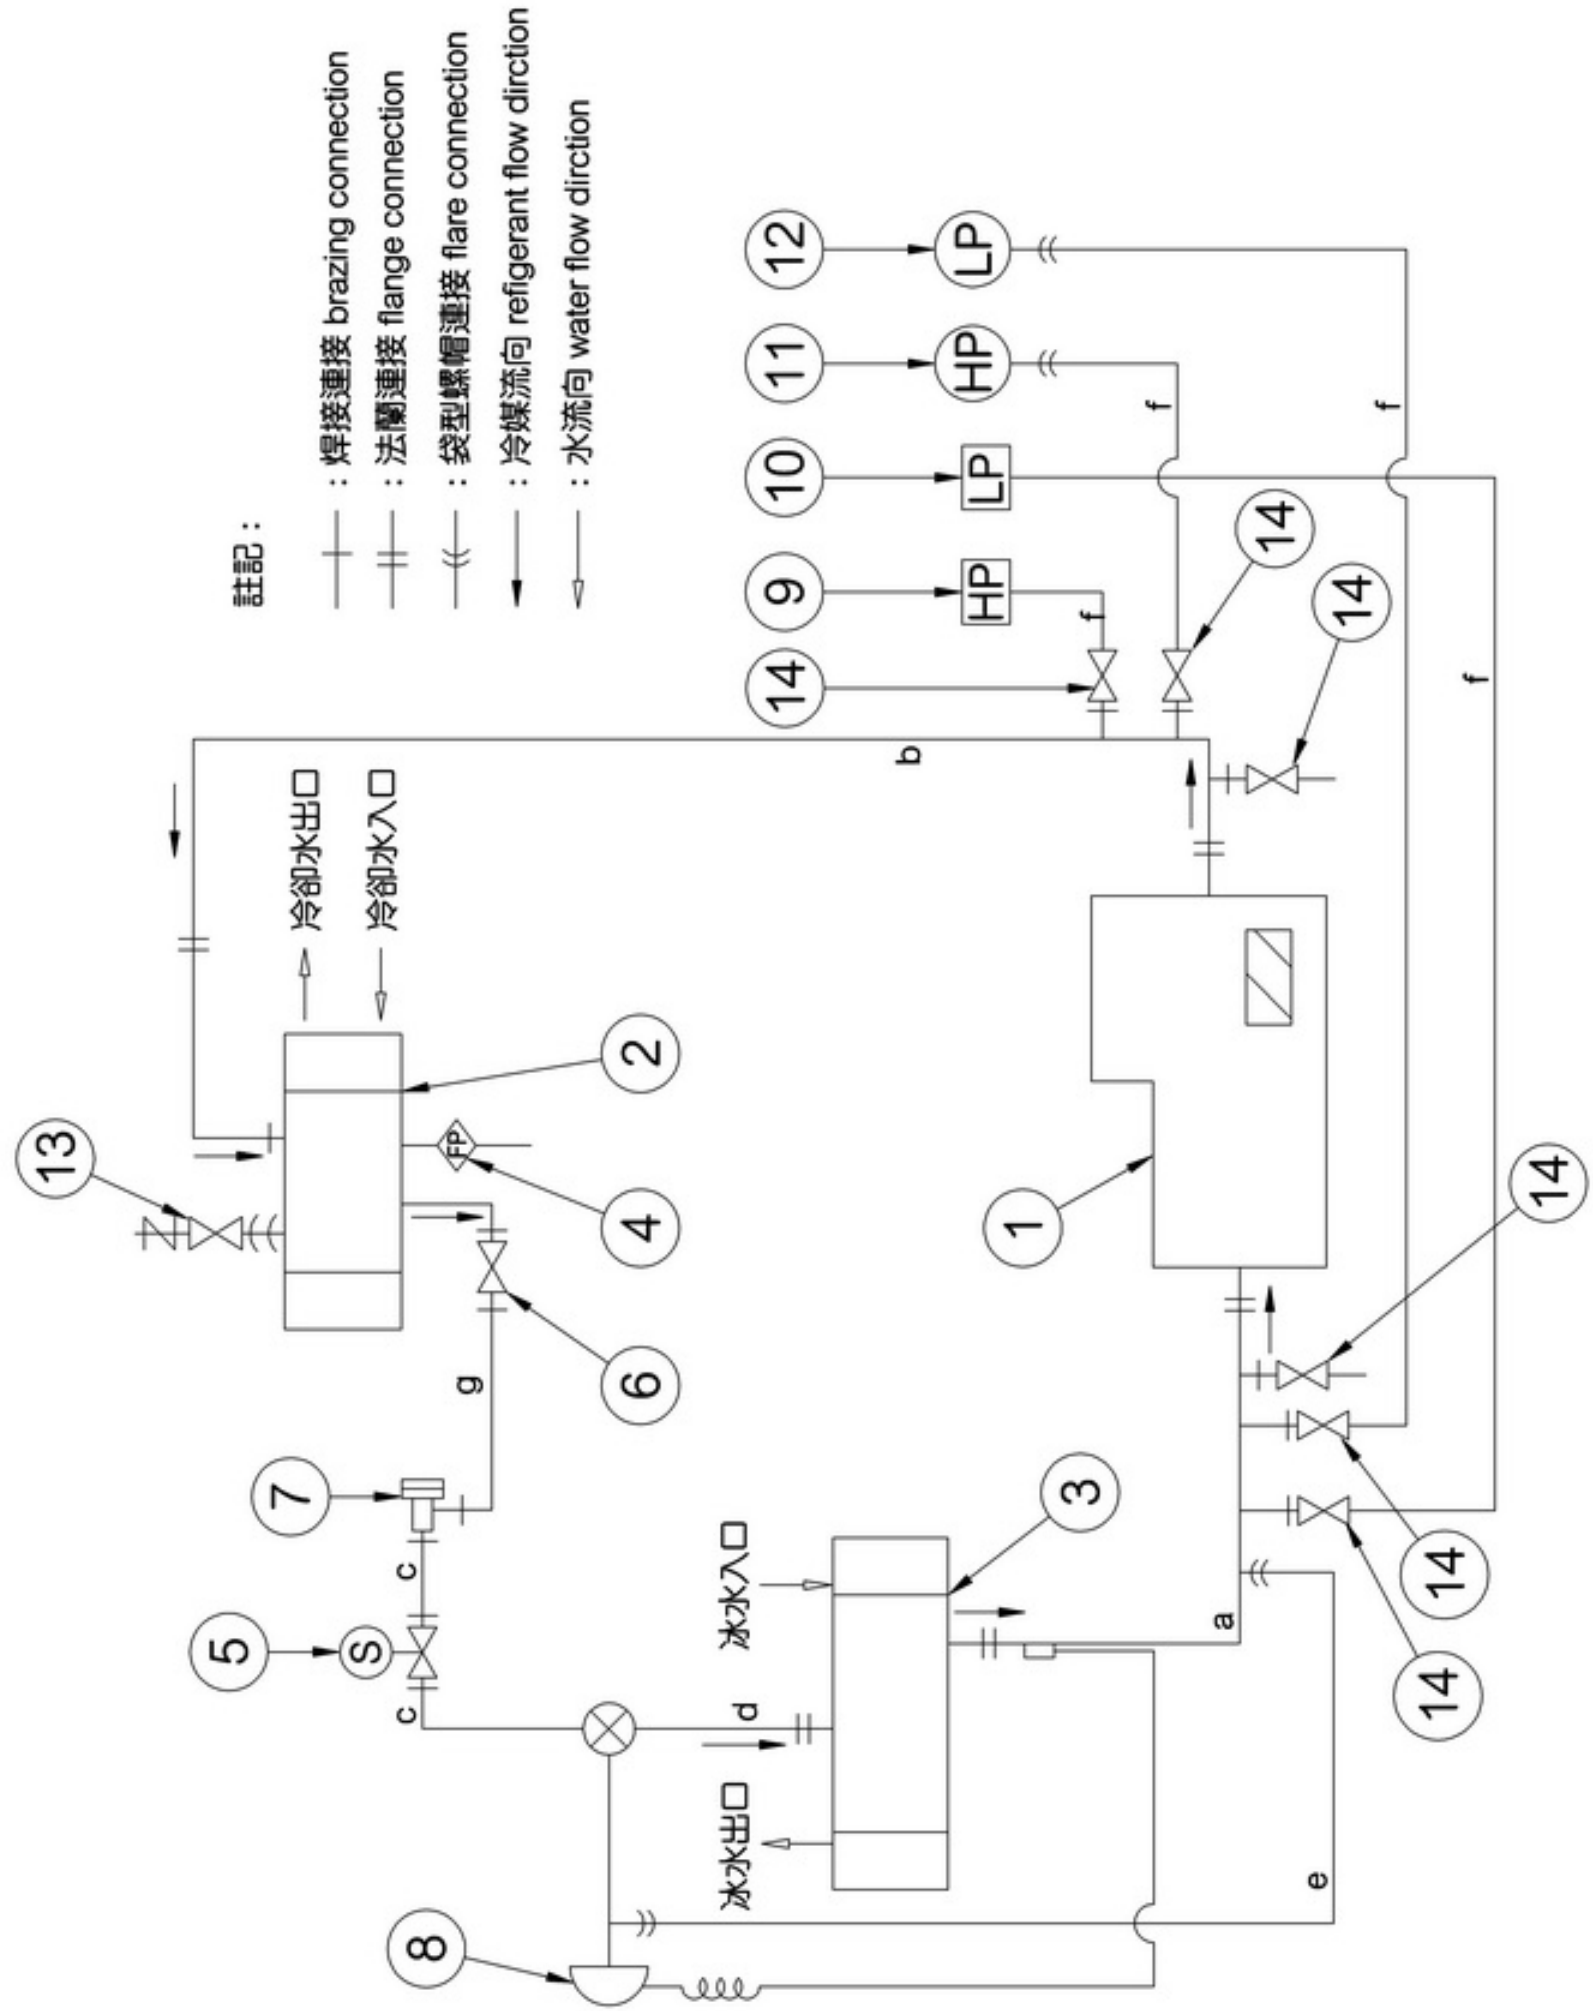 註記：
：焊接連接 brazing connection
：法蘭連接 flange connection
：袋型螺帽連接 flare connection
：冷媒流向 refigerant flow dirction
：水流向 water flow dirction
13
5
7
冷卻水出口
S
冷卻水入口
c
c
8
FP
g
6
4
2
冰水出口
冰水入口
d
14
9
10
11
12
b
HP
LP
HP
LP
1
3
f
f
a
14
e
14
f
14
14
f
14